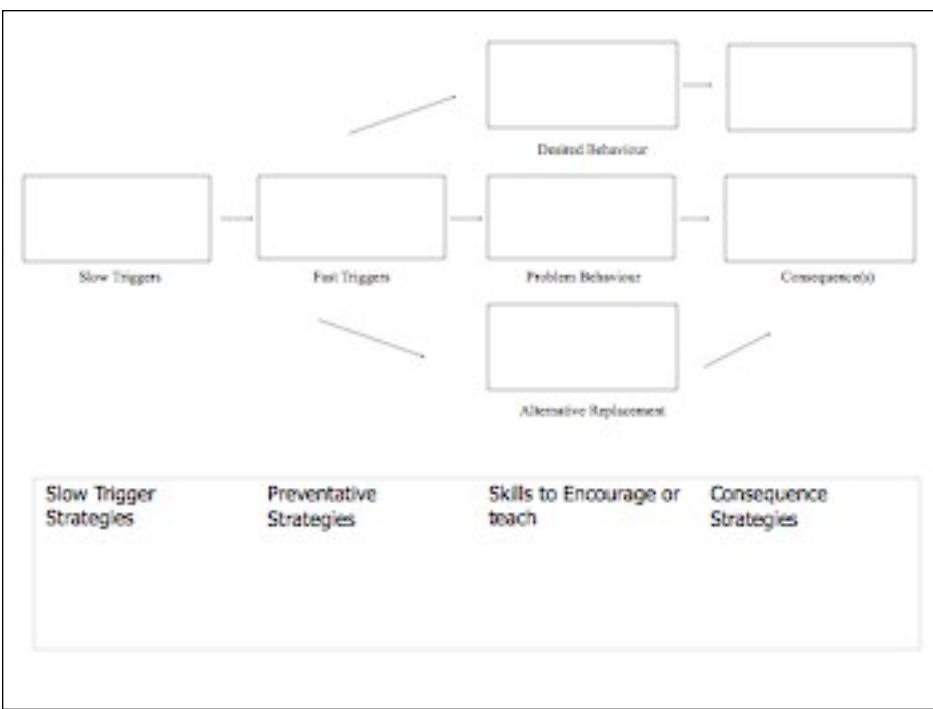 Desired Behaviour
Slow Triggers
Fast Triggers
Problem Behaviour
Consequence(s)
Alternative Replacement
Slow Trigger
Strategies
Preventative
Strategies
Skills to Encourage or
teach
Consequence
Strategies